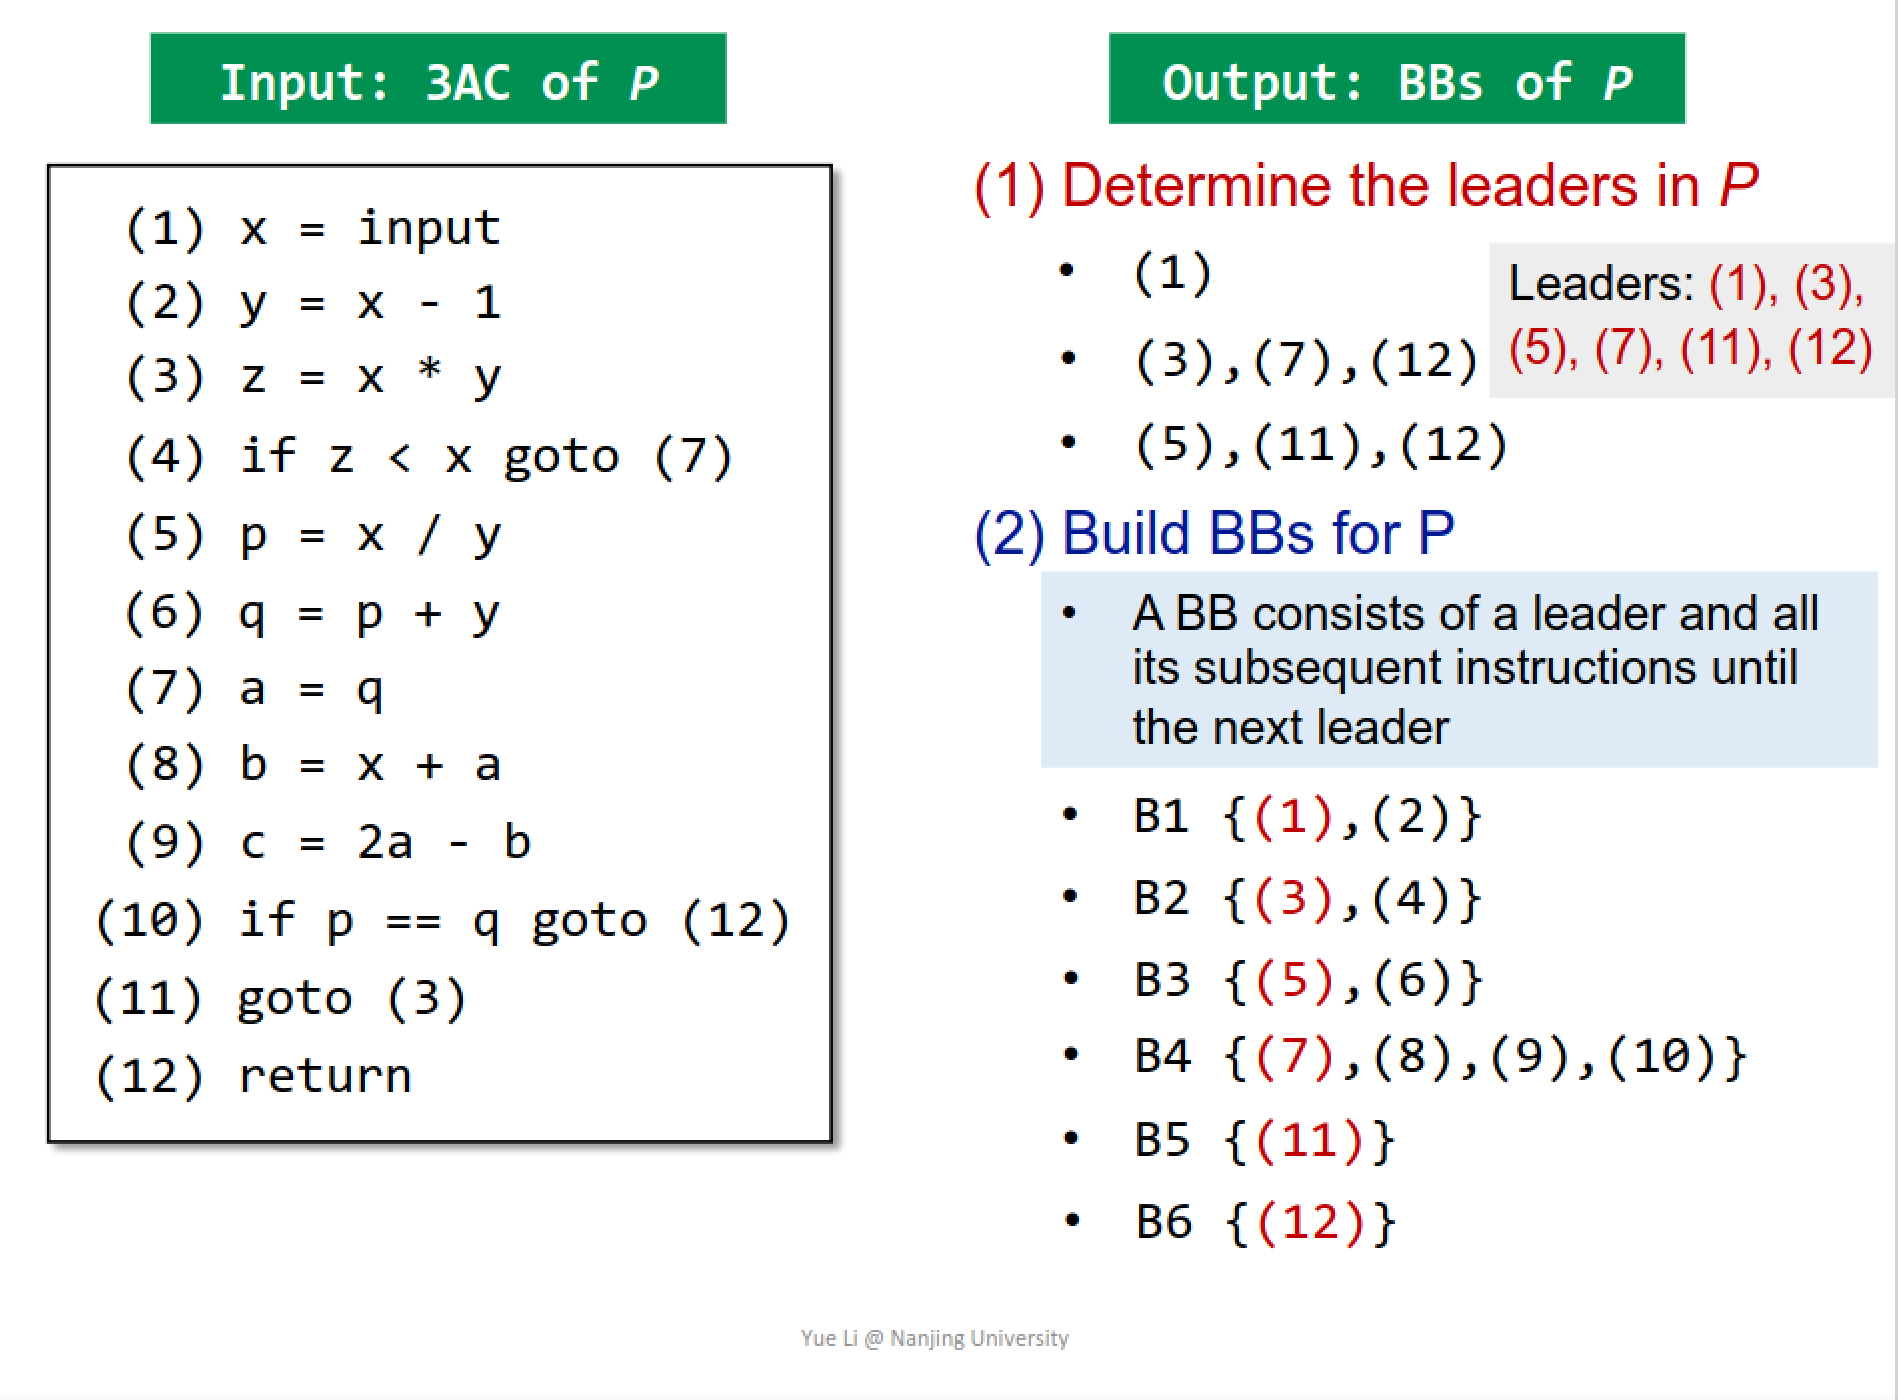 Input: 3AC of P
(1) x = input
(2) y = x - 1
(3) z = x * y
(4) if z < x goto (7)
(5) p = x / y
(6) q = p + y
(7) a = q
(8) b = x + a
(9) c = 2a - b
(10) if p == q goto (12)
(11) goto (3)
(12) return
Output: BBs of P
(1) Determine the leaders in P
• (1)
• (3),(7),(12)
• (5),(11),(12)
Leaders: (1), (3),
(5), (7), (11), (12)
(2) Build BBs for P
• A BB consists of a leader and all
its subsequent instructions until
the next leader
• B1 {(1),(2)}
• B2 {(3),(4)}
• B3 {(5),(6)}
• B4 {(7),(8),(9),(10)}
• B5 {(11)}
• B6 {(12)}
Yue Li @ Nanjing University